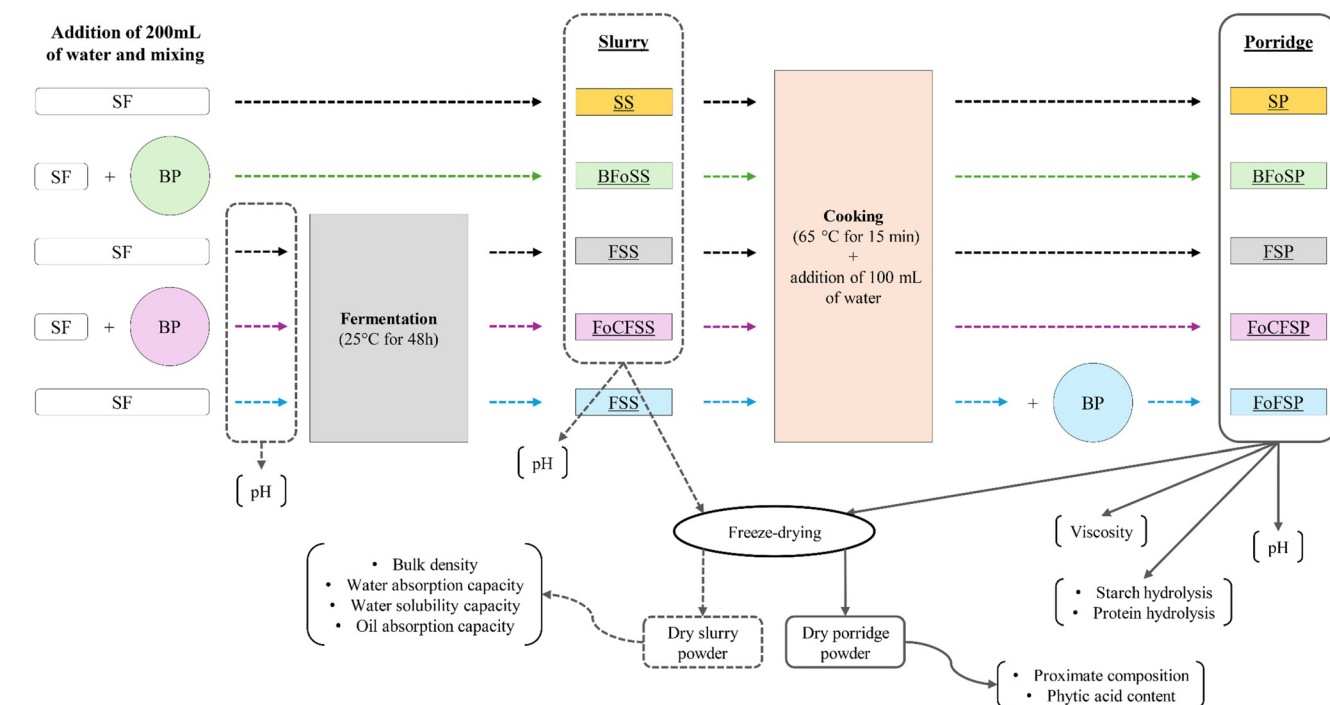 Addition of 200mL
of water and mixing
Slurry
Porridge
SF
SS
SP
SF + BP
BFoSS
BFoSP
Cooking
(65 °C for 15 min)
+
addition of 100 mL
of water
SF
FSS
FSP
Fermentation
(25°C for 48h)
SF + BP
FoCFSS
FoCFSP
SF
FSS
+ BP
FoFSP
pH
pH
Freeze-drying
Viscosity
pH
• Bulk density
• Water absorption capacity
• Water solubility capacity
• Oil absorption capacity
• Starch hydrolysis
• Protein hydrolysis
Dry slurry
powder
Dry porridge
powder
• Proximate composition
• Phytic acid content